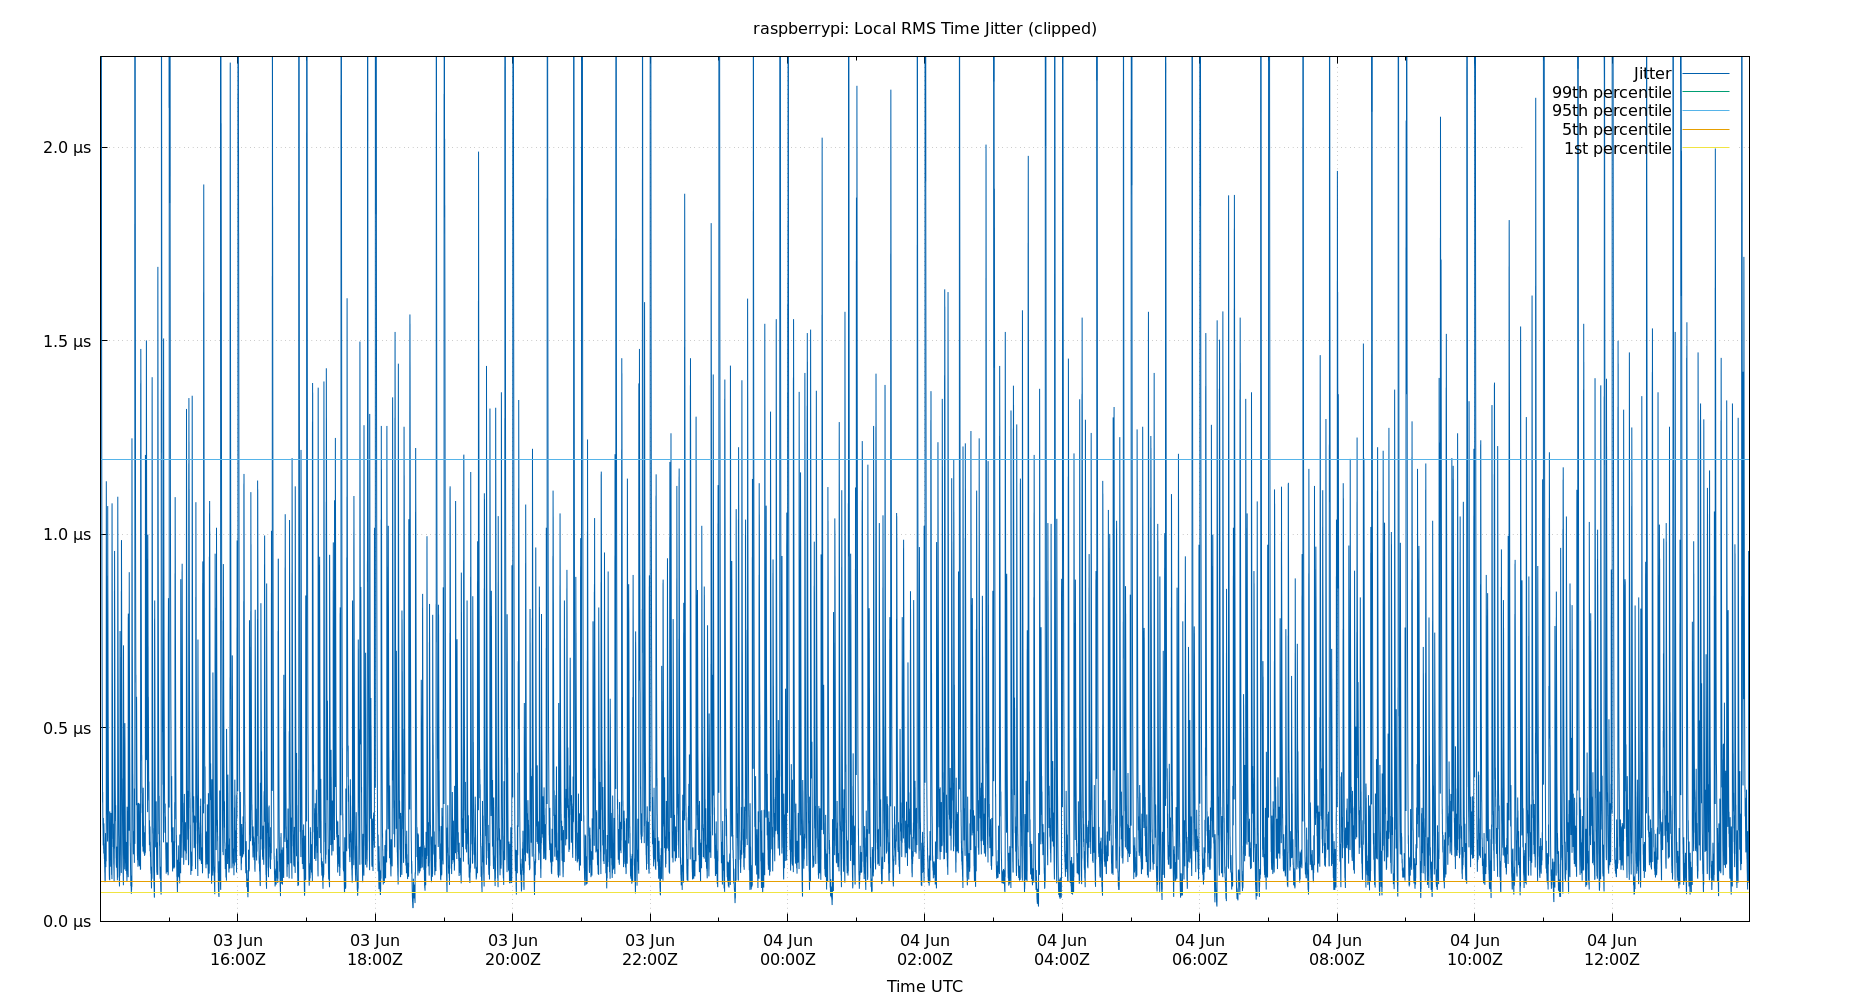 raspberrypi: Local RMS Time Jitter (clipped)
Jitter
99th percentile
95th percentile
5th percentile
1st percentile
2.0 µs
1.5 µs
1.0 µs
0.5 µs
0.0 µs
03 Jun 03 Jun 03 Jun 03 Jun 04 Jun 04 Jun 04 Jun 04 Jun 04 Jun 04 Jun 04 Jun
16:00Z 18:00Z 20:00Z 22:00Z 00:00Z 02:00Z 04:00Z 06:00Z 08:00Z 10:00Z 12:00Z
Time UTC